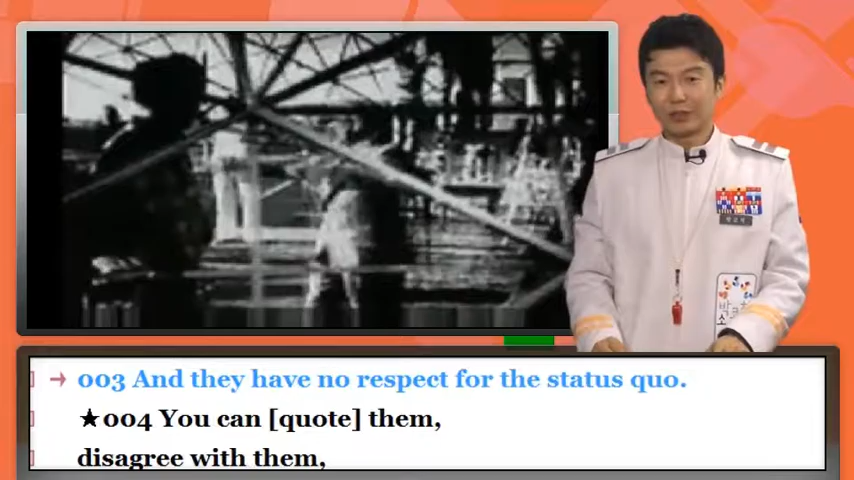 → 003 And they have no respect for the status quo.
★004 You can [quote] them,
disagree with them,